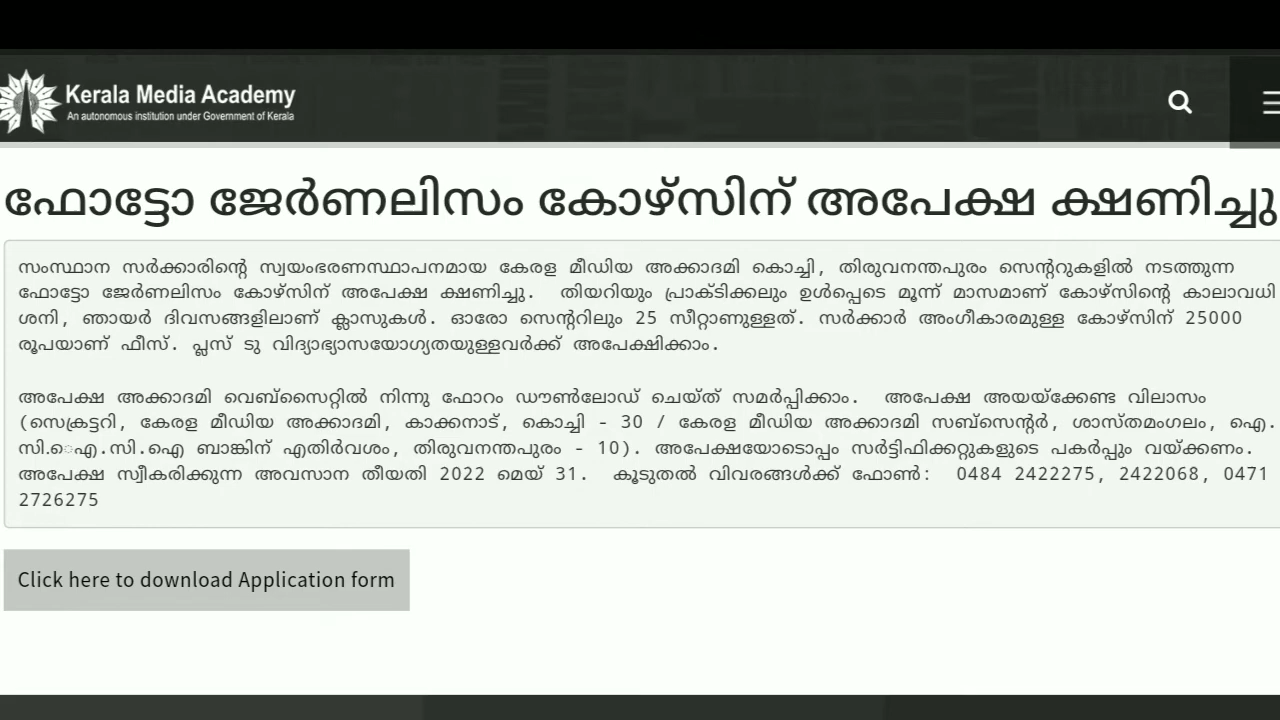 Kerala Media Academy
An autonomous institution under Government of Kerala
ഫോട്ടോ ജേർണലിസം കോഴ്സിന് അപേക്ഷ ക്ഷണിച്ചു
സംസ്ഥാന സർക്കാരിന്റെ സ്വയംഭരണസ്ഥാപനമായ കേരള മീഡിയ അക്കാദമി കൊച്ചി, തിരുവനന്തപുരം സെന്ററുകളിൽ നടത്തുന്ന
ഫോട്ടോ ജേർണലിസം കോഴ്സിന് അപേക്ഷ ക്ഷണിച്ചു. തിയറിയും പ്രാക്ടിക്കലും ഉൾപ്പെടെ മൂന്ന് മാസമാണ് കോഴ്സിന്റെ കാലാവധി
ശനി, ഞായർ ദിവസങ്ങളിലാണ് ക്ലാസുകൾ. ഓരോ സെന്ററിലും 25 സീറ്റാണുള്ളത്. സർക്കാർ അംഗീകാരമുള്ള കോഴ്സിന് 25000
രൂപയാണ് ഫീസ്. പ്ലസ് ടു വിദ്യാഭ്യാസയോഗ്യതയുള്ളവർക്ക് അപേക്ഷിക്കാം.
അപേക്ഷ അക്കാദമി വെബ്സൈറ്റിൽ നിന്നു ഫോറം ഡൗൺലോഡ് ചെയ്ത് സമർപ്പിക്കാം. അപേക്ഷ അയയ്ക്കേണ്ട വിലാസം
(സെക്രട്ടറി, കേരള മീഡിയ അക്കാദമി, കാക്കനാട്, കൊച്ചി - 30 / കേരള മീഡിയ അക്കാദമി സബ്സെന്റർ, ശാസ്തമംഗലം, ഐ.
സി.ഐെ.സി.ഐ ബാങ്കിന് എതിർവശം, തിരുവനന്തപുരം - 10). അപേക്ഷയോടൊപ്പം സർട്ടിഫിക്കറ്റുകളുടെ പകർപ്പും വയ്ക്കണം.
അപേക്ഷ സ്വീകരിക്കുന്ന അവസാന തീയതി 2022 മെയ് 31. കൂടുതൽ വിവരങ്ങൾക്ക് ഫോൺ: 0484 2422275, 2422068, 0471
2726275
Click here to download Application form